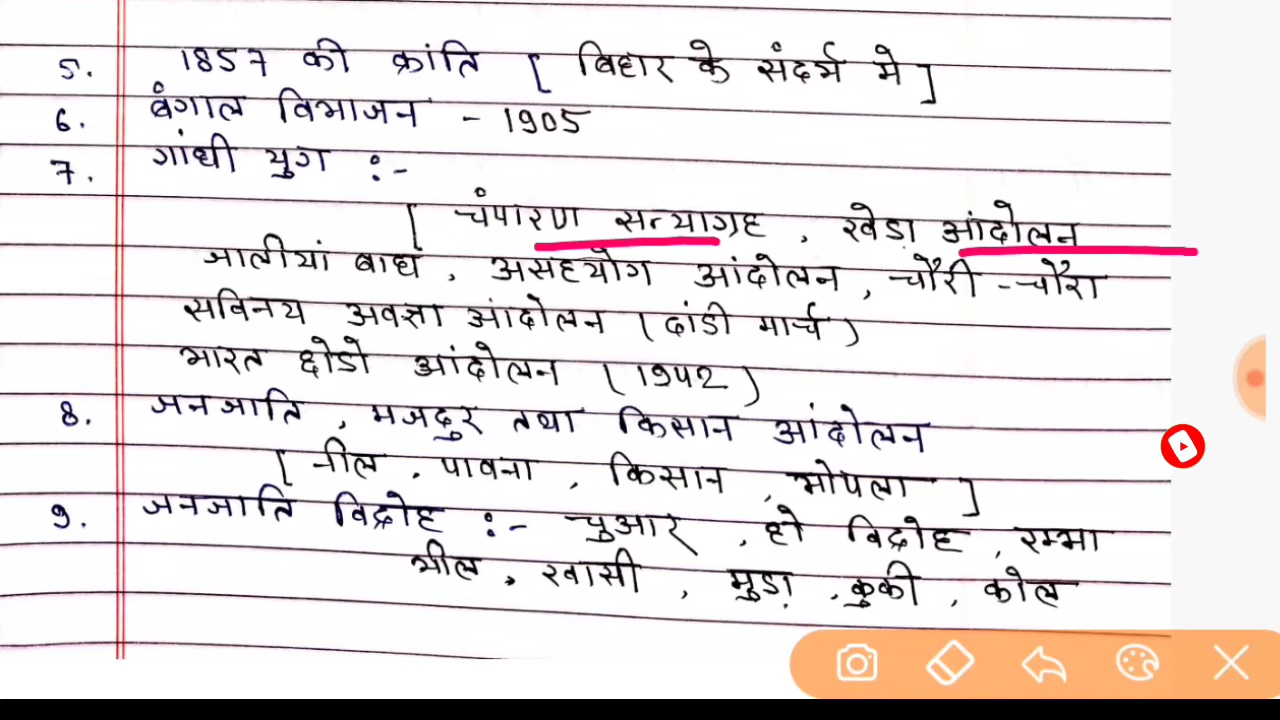 5. 1857 की क्रांति [ बिहार के संदर्भ मे ]
6. बंगाल विभाजन - 1905
7. गांधी युग :-
[ चंपारण सत्याग्रह , खेडा आंदोलन
जालीयां बाघ , असहयोग आंदोलन , चौरी - चौरा
सविनय अवज्ञा आंदोलन ( दांडी मार्च )
भारत छोडो आंदोलन ( 1942 )
8. जनजाति , मजदुर तथा किसान आंदोलन
[ नील , पावना , किसान , मोपला ]
9. जनजाति विद्रोह :- चुआर , हो विद्रोह , रम्भा
भील , खासी , मुडा , कुकी , कोल